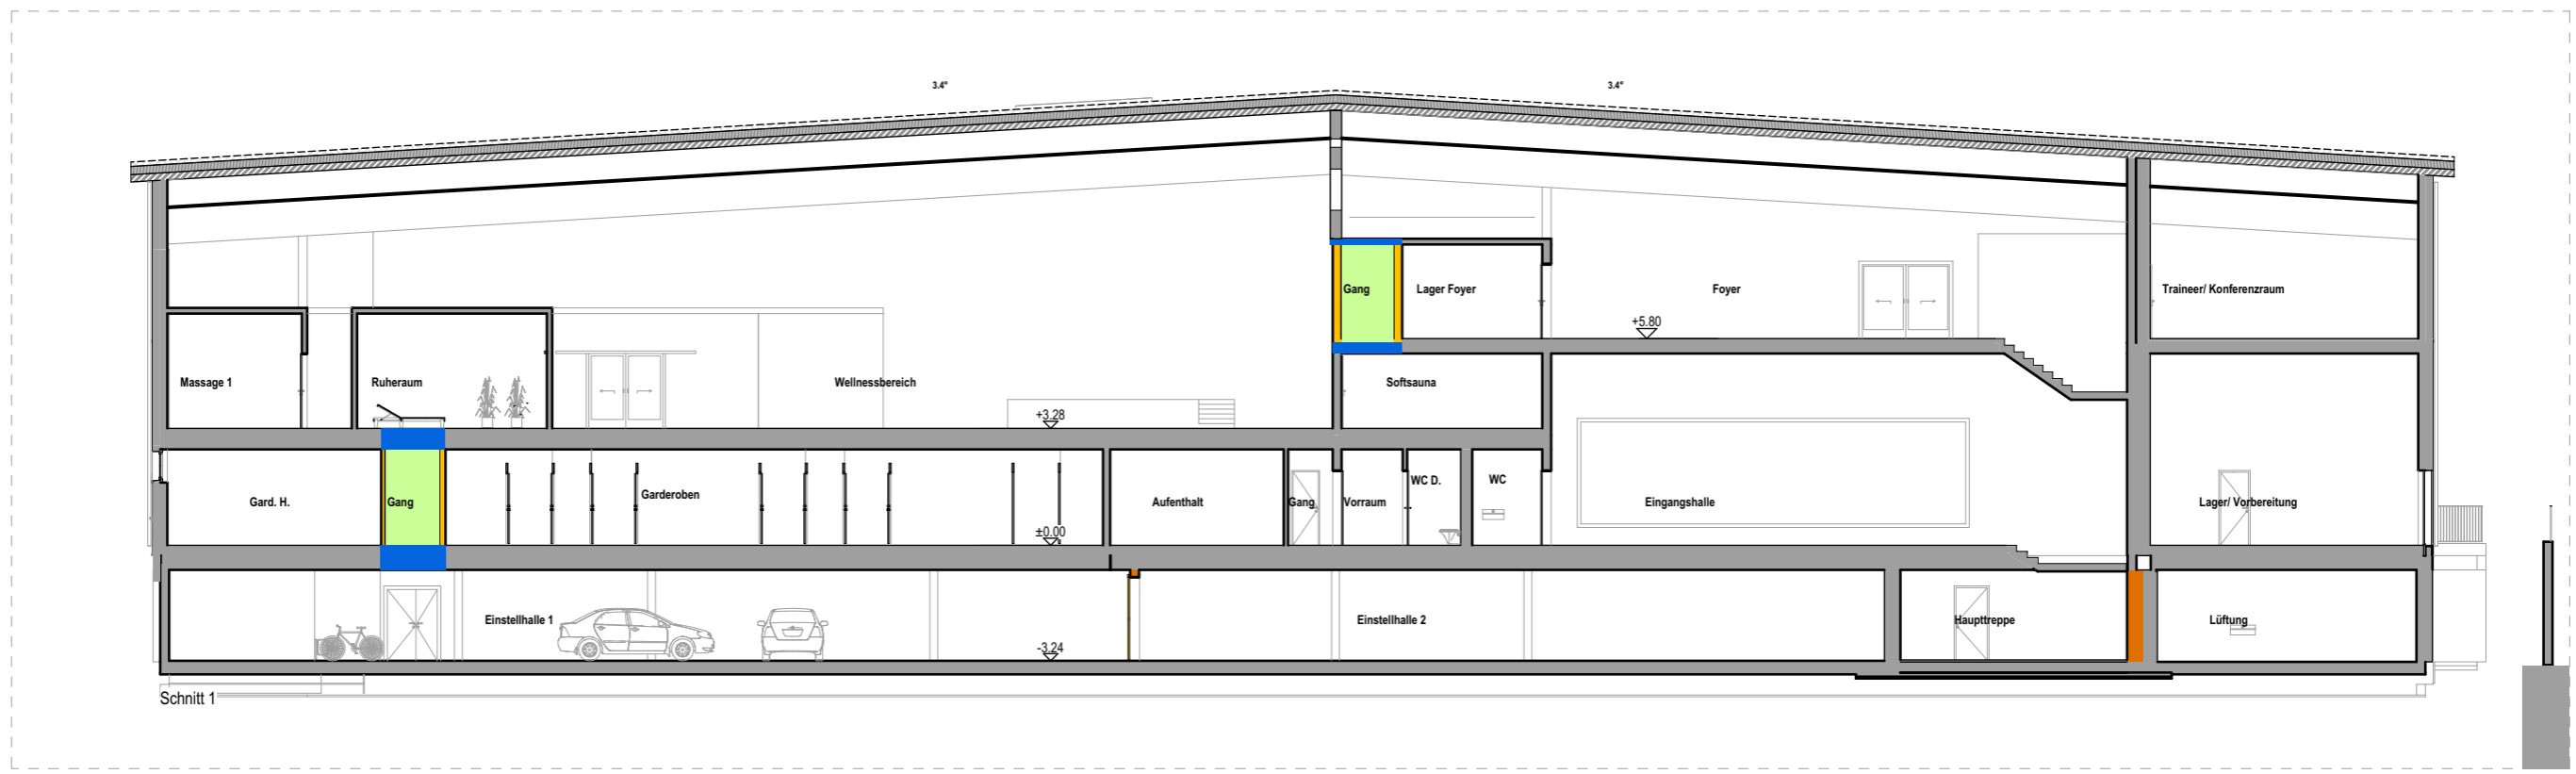 3.4°
3.4°
Gang
Lager Foyer
Foyer
Traineer/ Konferenzraum
+5.80
Massage 1
Ruheraum
Wellnessbereich
Softsauna
+3.28
Gard. H.
Gang
Garderoben
Aufenthalt
Gang
Vorraum
WC D.
WC
Eingangshalle
Lager/ Vorbereitung
±0.00
Einstellhalle 1
Einstellhalle 2
Haupttreppe
Lüftung
-3.24
Schnitt 1